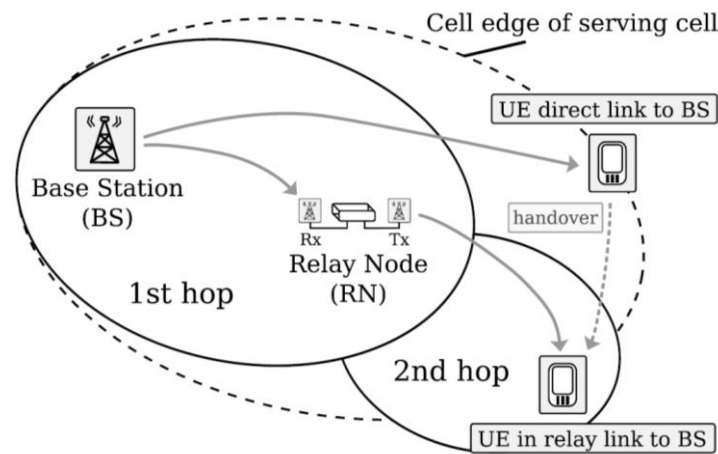 Cell edge of serving cell
UE direct link to BS
Base Station
(BS)
handover
Rx
Tx
Relay Node
(RN)
1st hop
2nd hop
UE in relay link to BS